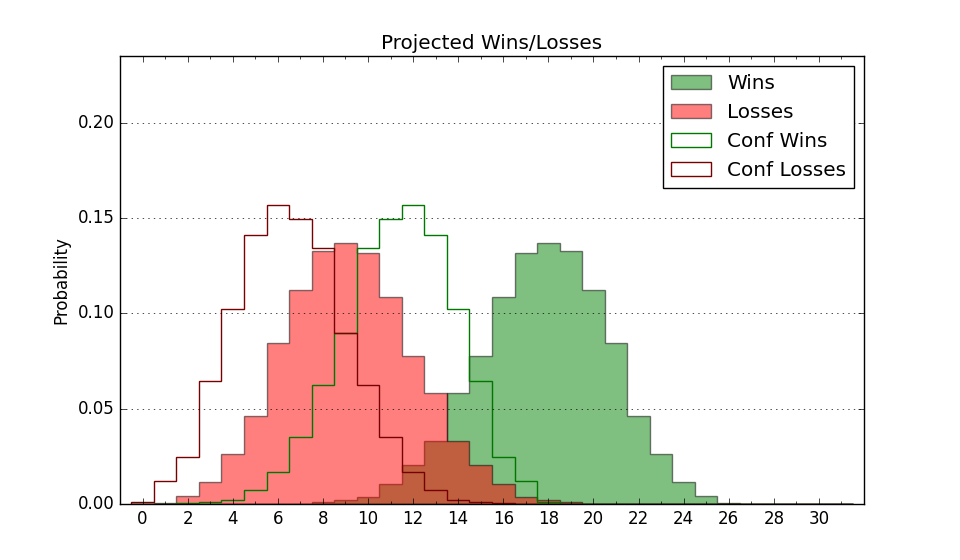 Projected Wins/Losses
Wins
Losses
Conf Wins
Conf Losses
Probability
0.20
0.15
0.10
0.05
0.00
0 2 4 6 8 10 12 14 16 18 20 22 24 26 28 30